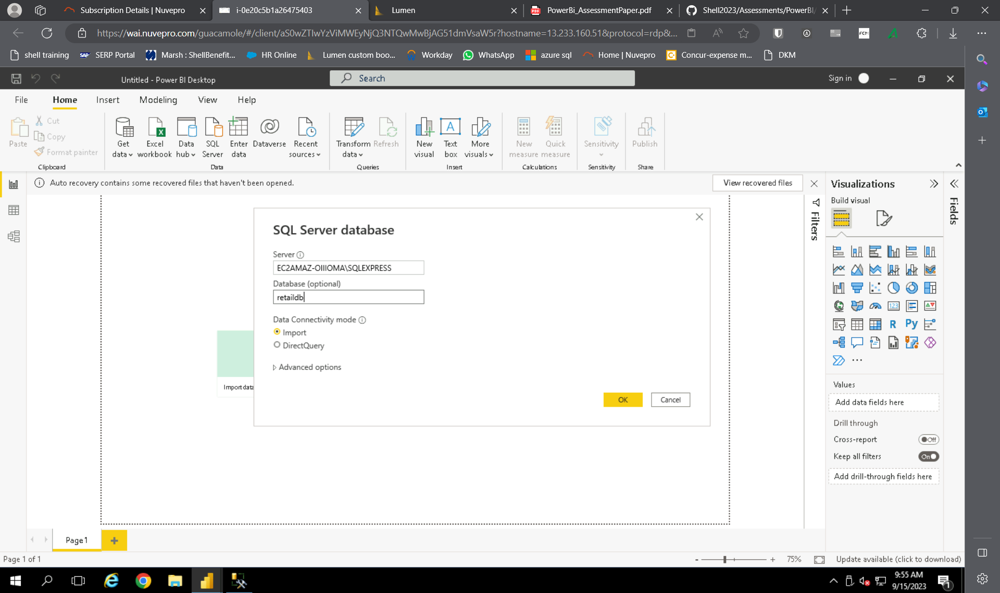 Subscription Details | Nuvepro
i-0e20c5b1a26475403
Lumen
PDF
PowerBi_AssessmentPaper.pdf
Shell2023/Assessments/PowerBI/
https://wai.nuvepro.com/guacamole/#/client/aS0wZTIwYzViMWEyNjQ3NTQwMwBjAG51dmVsaW5r?hostname=13.233.160.51&protocol=rdp&...
FCM
shell training
SAP
SERP Portal
Marsh : ShellBenefit...
HR Online
Lumen custom boo...
Workday
WhatsApp
azure sql
Home | Nuvepro
Concur-expense m...
DKM
Untitled - Power BI Desktop
Search
Sign in
File
Home
Insert
Modeling
View
Help
Paste
Cut
Copy
Format painter
Clipboard
Get data
Excel workbook
Data hub
SQL Server
Enter data
Dataverse
Recent sources
Data
Transform data
Refresh
Queries
New visual
Text box
More visuals
Insert
New measure
Quick measure
Calculations
Sensitivity
Sensitivity
Publish
Share
Auto recovery contains some recovered files that haven't been opened.
View recovered files
Visualizations
Build visual
Filters
Fields
SQL Server database
Server
EC2AMAZ-OIIIOMA\SQLEXPRESS
Database (optional)
retaildb
Data Connectivity mode
Import
DirectQuery
Advanced options
OK
Cancel
Import data
123
R
Py
Values
Add data fields here
Drill through
Cross-report
Off
Keep all filters
On
Add drill-through fields here
Page 1
Page 1 of 1
75%
Update available (click to download)
9:55 AM
9/15/2023
1